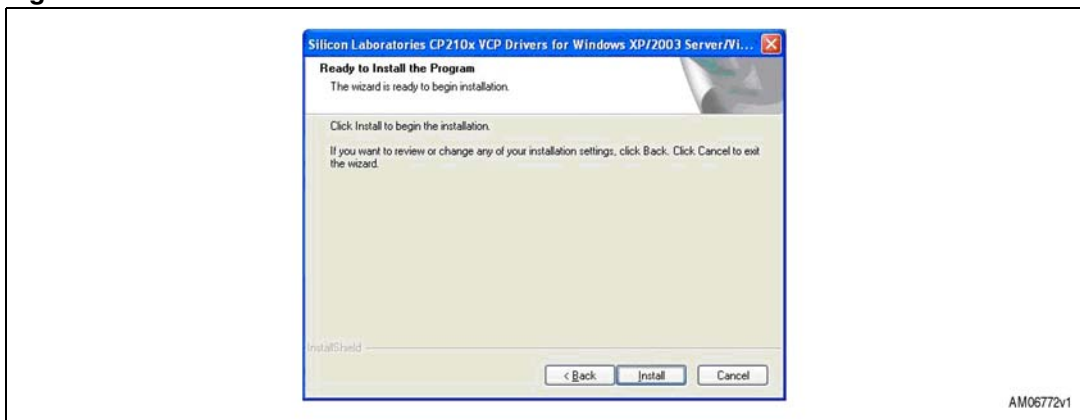 Silicon Laboratories CP210x VCP Drivers for Windows XP/2003 Server/Vi...
Ready to Install the Program
The wizard is ready to begin installation.
Click Install to begin the installation.
If you want to review or change any of your installation settings, click Back. Click Cancel to exit
the wizard.
InstallShield
< Back Install Cancel
AM06772v1